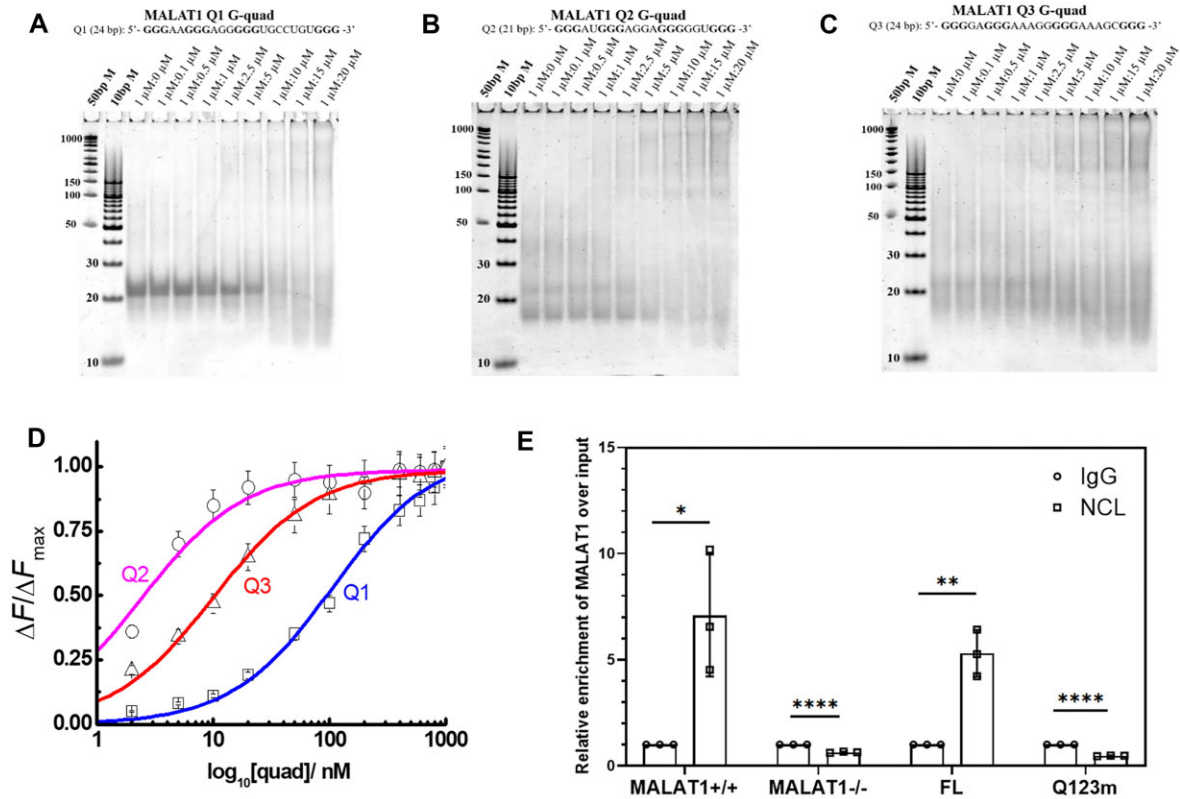 A
MALAT1 Q1 G-quad
Q1 (24 bp): 5'- GGGAAGGGAGGGGGUGCCUGUGGG -3'
50bp M
10bp M
1 µM:0 µM
1 µM:0.1 µM
1 µM:0.5 µM
1 µM:1 µM
1 µM:2.5 µM
1 µM:5 µM
1 µM:10 µM
1 µM:15 µM
1 µM:20 µM
1000
150
100
50
30
20
10
B
MALAT1 Q2 G-quad
Q2 (21 bp): 5'- GGGAUGGGAGGAGGGGGUGGG -3'
50bp M
10bp M
1 µM:0 µM
1 µM:0.1 µM
1 µM:0.5 µM
1 µM:1 µM
1 µM:2.5 µM
1 µM:5 µM
1 µM:10 µM
1 µM:15 µM
1 µM:20 µM
1000
150
100
50
30
20
10
C
MALAT1 Q3 G-quad
Q3 (24 bp): 5'- GGGGAGGGAAAGGGGGGAAAGCGGG -3'
50bp M
10bp M
1 µM:0 µM
1 µM:0.1 µM
1 µM:0.5 µM
1 µM:1 µM
1 µM:2.5 µM
1 µM:5 µM
1 µM:10 µM
1 µM:15 µM
1 µM:20 µM
1000
150
100
50
30
20
10
D
ΔF/ΔFmax
1.00
0.75
0.50
0.25
0.00
Q2
Q3
Q1
1 10 100 1000
log10[quad]/ nM
E
Relative enrichment of MALAT1 over input
15
10
5
0
IgG
NCL
*
****
**
****
MALAT1+/+ MALAT1-/- FL Q123m